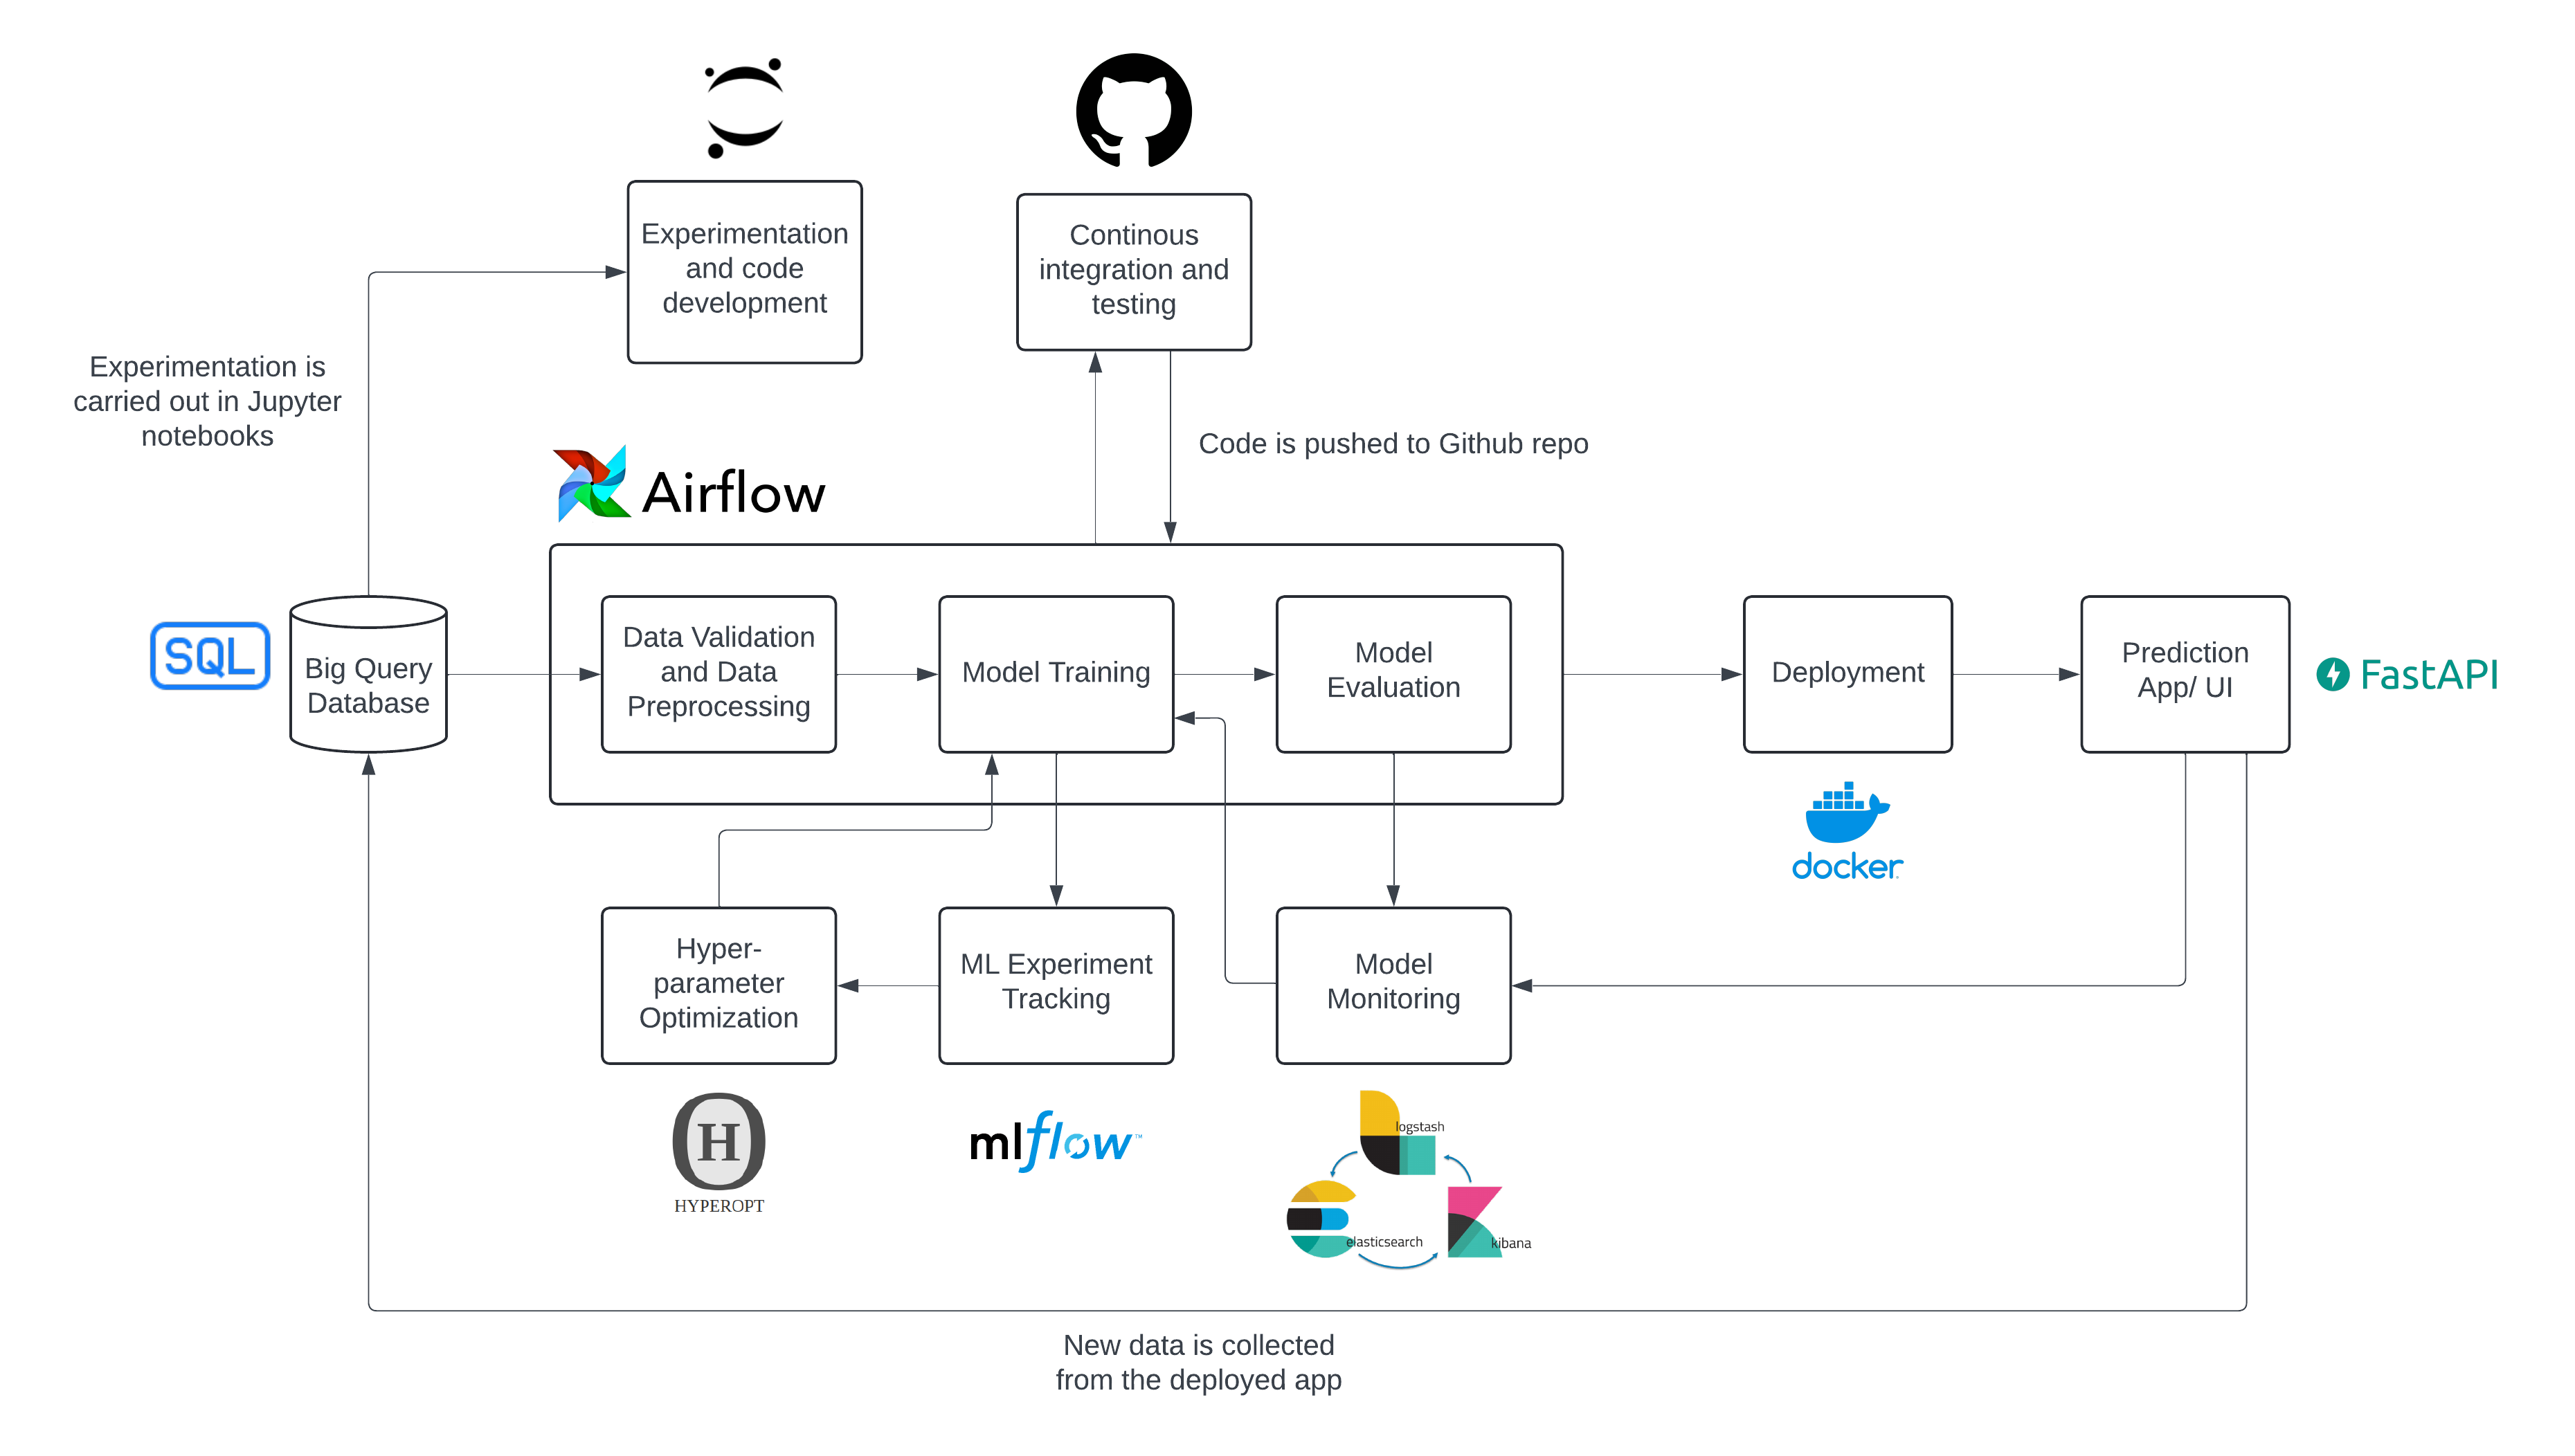 Experimentation
and code
development
Continous
integration and
testing
Experimentation is
carried out in Jupyter
notebooks
Code is pushed to Github repo
Airflow
SQL
Big Query
Database
Data Validation
and Data
Preprocessing
Model Training
Model
Evaluation
Deployment
Prediction
App/ UI
FastAPI
docker
Hyper-
parameter
Optimization
ML Experiment
Tracking
Model
Monitoring
H
HYPEROPT
mlflow™
logstash
elasticsearch
kibana
New data is collected
from the deployed app